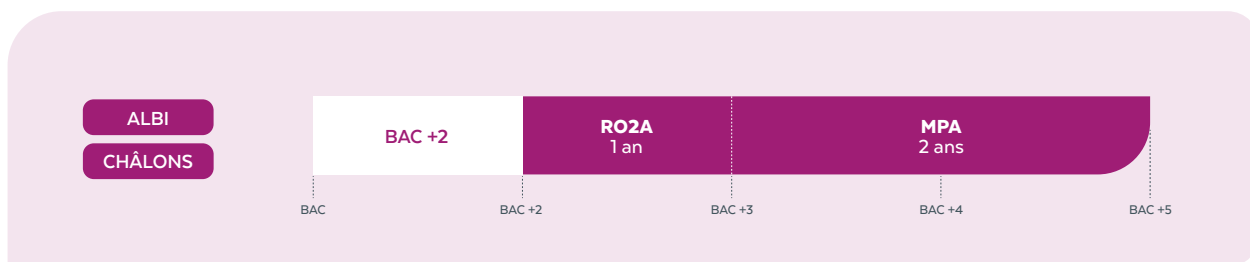 ALBI
CHÂLONS
BAC +2
RO2A
1 an
MPA
2 ans
BAC
BAC +2
BAC +3
BAC +4
BAC +5